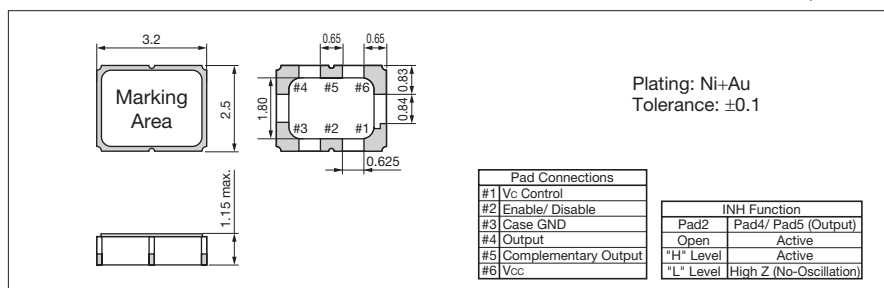 3.2
Marking
Area
2.5
1.15 max.
0.65
0.65
#4 #5 #6
#3 #2 #1
1.80
0.83
0.84
0.625
Plating: Ni+Au
Tolerance: ±0.1
Pad Connections
#1 Vc Control
#2 Enable/ Disable
#3 Case GND
#4 Output
#5 Complementary Output
#6 Vcc
INH Function
Pad2 Pad4/ Pad5 (Output)
Open Active
"H" Level Active
"L" Level High Z (No-Oscillation)